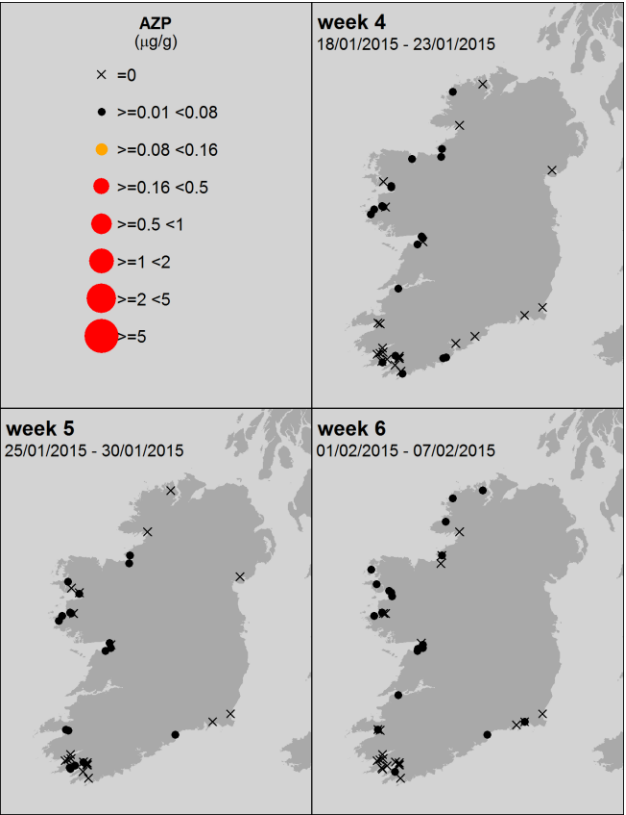 AZP
(µg/g)
=0
>=0.01 <0.08
>=0.08 <0.16
>=0.16 <0.5
>=0.5 <1
>=1 <2
>=2 <5
>=5
week 4
18/01/2015 - 23/01/2015
week 5
25/01/2015 - 30/01/2015
week 6
01/02/2015 - 07/02/2015